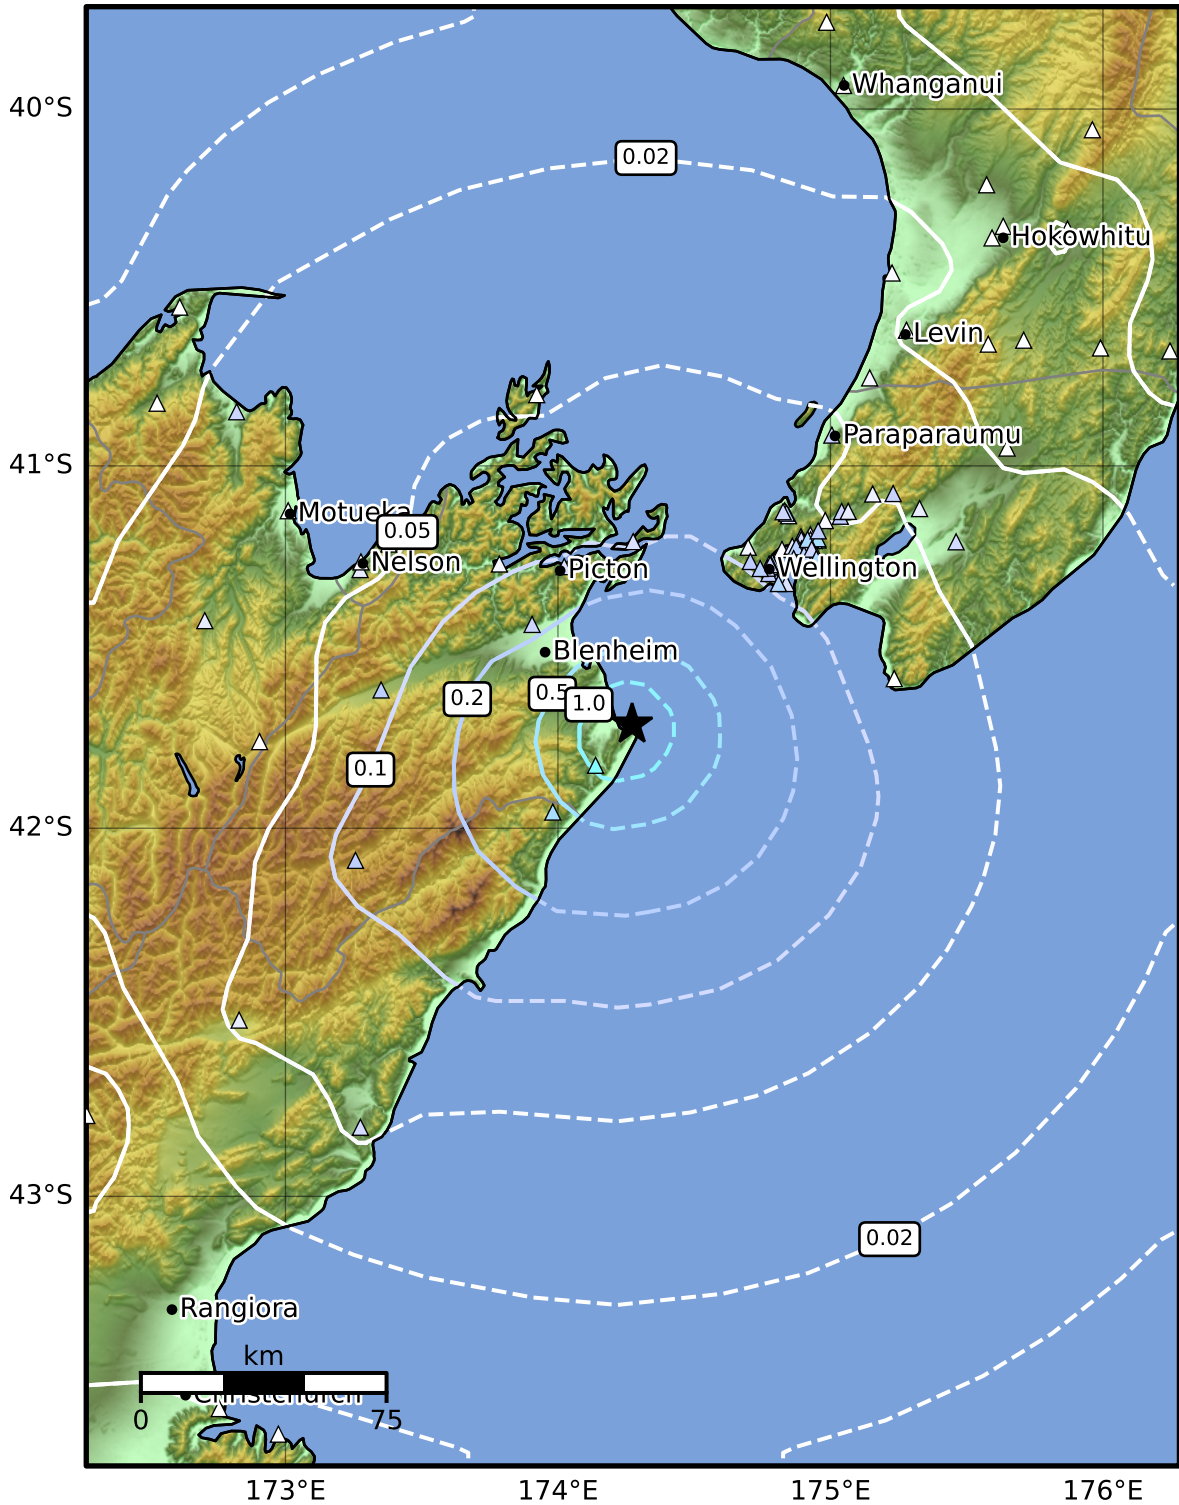 40°S
Whanganui
0.02
Hokowhitu
Levin
Paraparaumu
41°S
Motueka
0.05
Nelson
Picton
Wellington
Blenheim
0.2
0.5
1.0
0.1
42°S
43°S
0.02
Rangiora
km
Christchurch
0
75
173°E
174°E
175°E
176°E